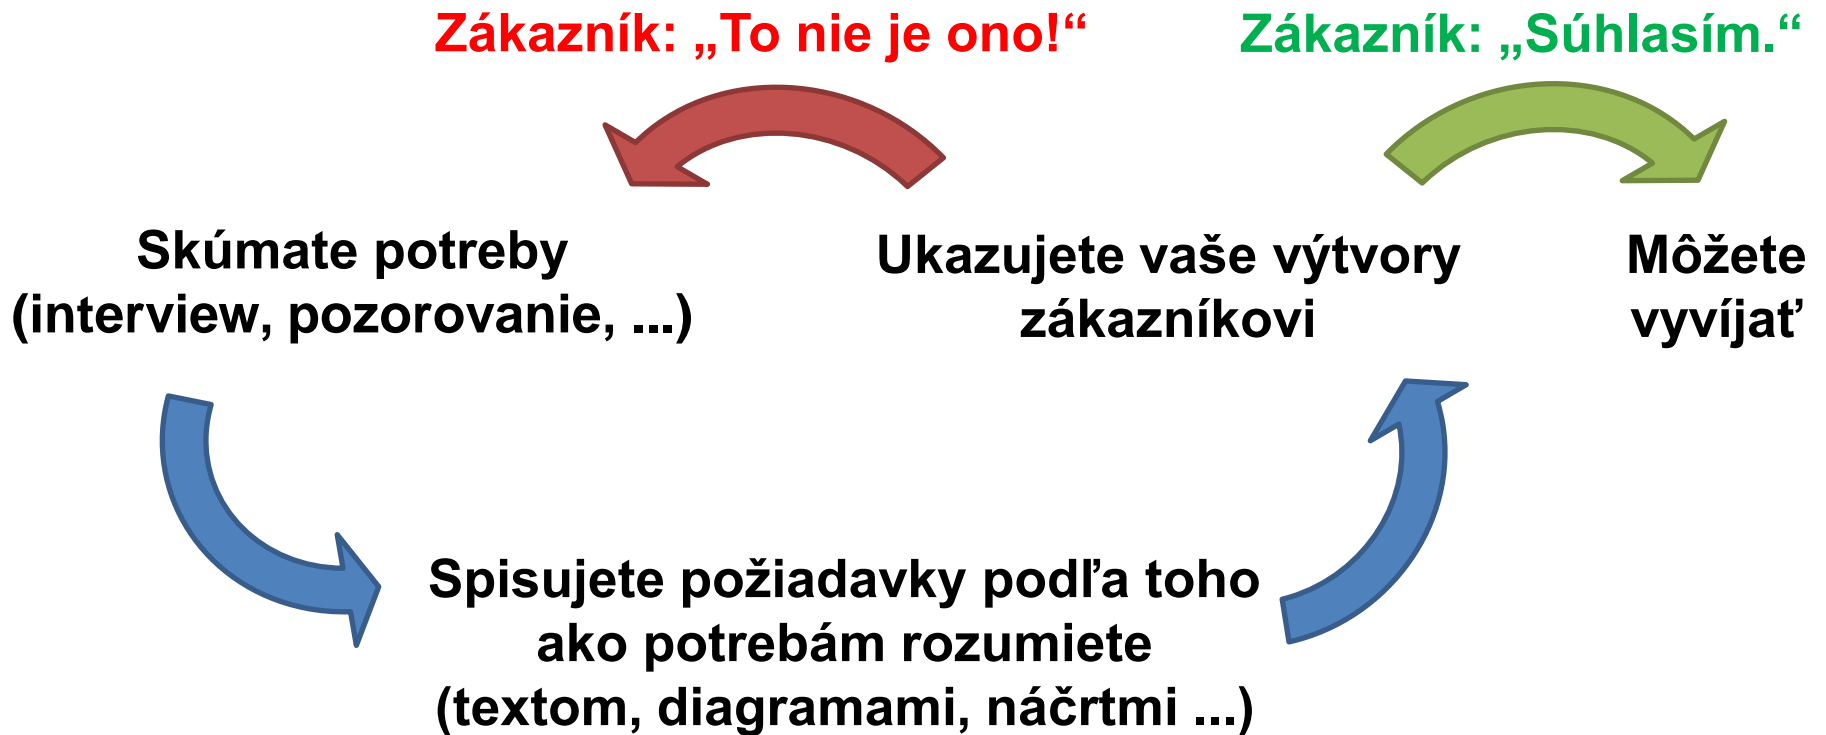 Zákazník: „To nie je ono!“
Zákazník: „Súhlasím.“
Skúmate potreby
(interview, pozorovanie, ...)
Ukazujete vaše výtvory
zákazníkovi
Môžete
vyvíjať
Spisujete požiadavky podľa toho
ako potrebám rozumiete
(textom, diagramami, náčrtmi ...)